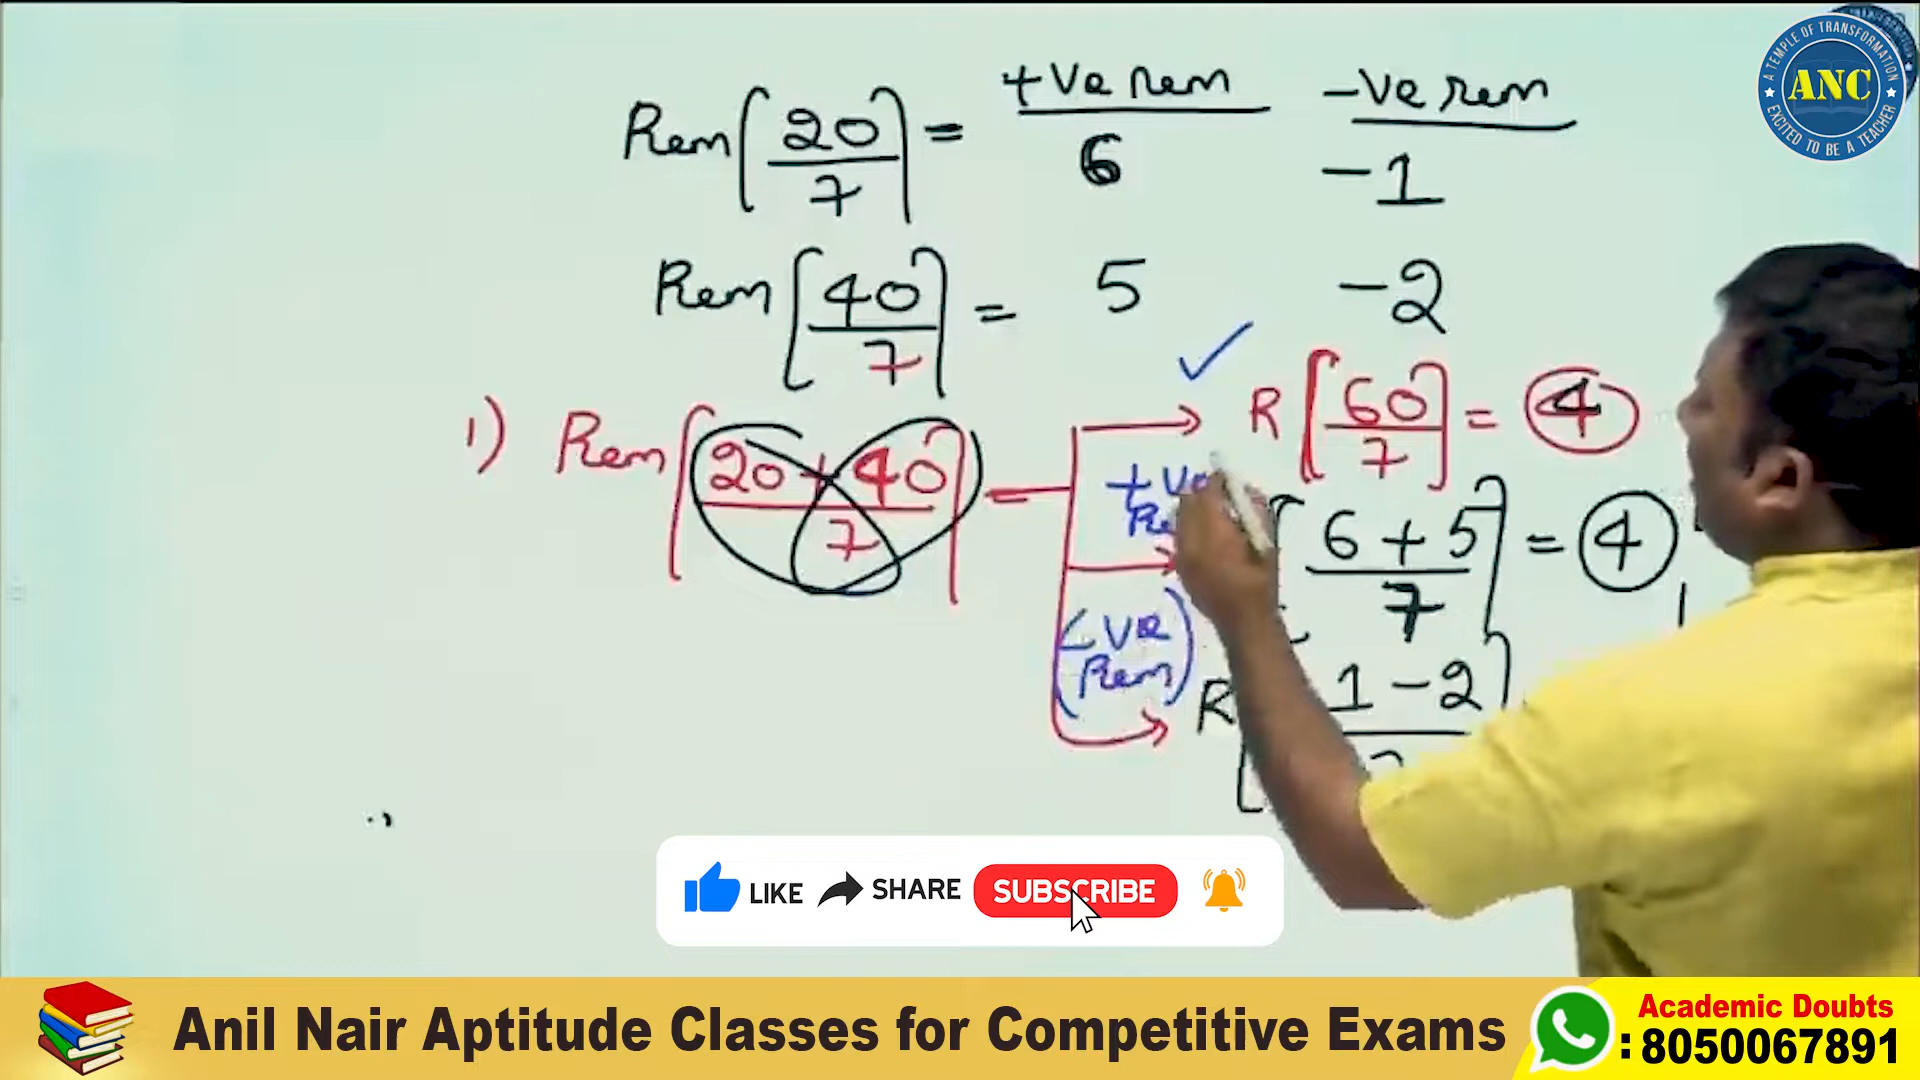 +ve rem
-ve rem
Rem[20/7] = 6 -1
Rem[40/7] = 5 -2
1) Rem[20+40/7] =
R[60/7] = 4
+ve
[6+5/7] = 4
(-ve
Rem)
R
1-2
A TEMPLE OF TRANSFORMATION
ANC
EXCITED TO BE A TEACHER
LIKE SHARE SUBSCRIBE
Anil Nair Aptitude Classes for Competitive Exams
Academic Doubts
: 8050067891